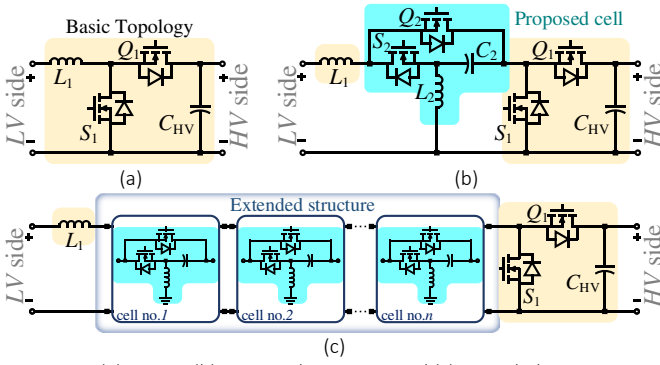 Basic Topology
LV side
+
−
L1
Q1
S1
CHV
+
−
HV side
(a)
Proposed cell
LV side
+
−
L1
Q2
S2
C2
L2
Q1
S1
CHV
+
−
HV side
(b)
Extended structure
LV side
+
−
L1
cell no.1
cell no.2
cell no.n
Q1
S1
CHV
+
−
HV side
(c)